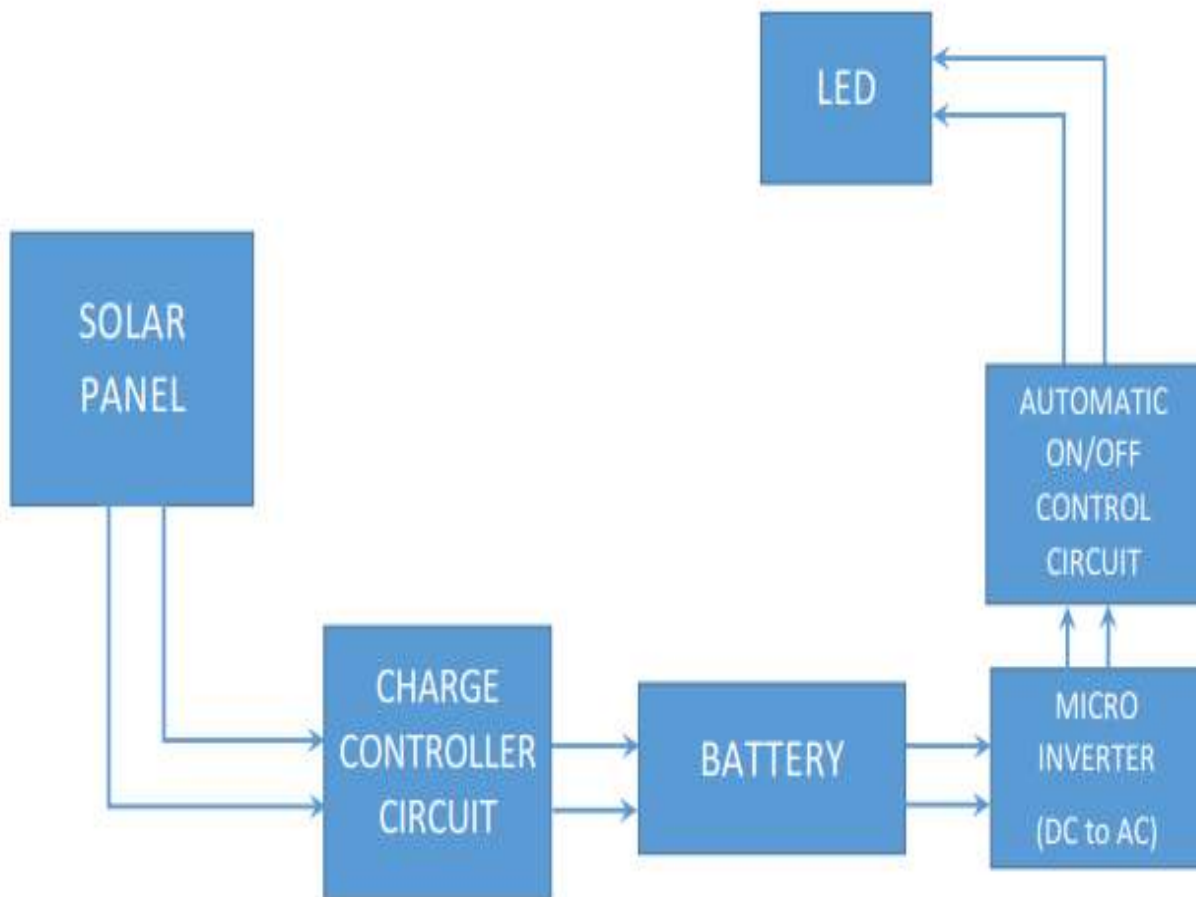 LED
SOLAR
PANEL
AUTOMATIC
ON/OFF
CONTROL
CIRCUIT
CHARGE
CONTROLLER
CIRCUIT
BATTERY
MICRO
INVERTER
(DC to AC)